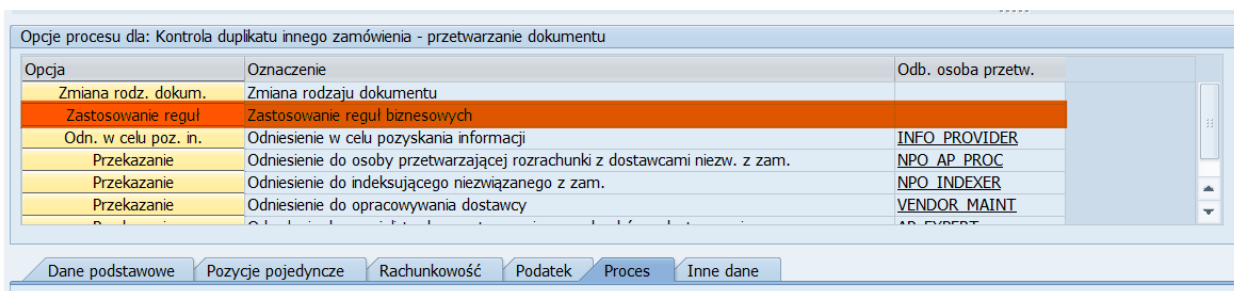 Opcje procesu dla: Kontrola duplikatu innego zamówienia - przetwarzanie dokumentu
Opcja Oznaczenie Odb. osoba przetw.
Zmiana rodz. dokum. Zmiana rodzaju dokumentu
Zastosowanie reguł Zastosowanie reguł biznesowych
Odn. w celu poz. in. Odniesienie w celu pozyskania informacji INFO_PROVIDER
Przekazanie Odniesienie do osoby przetwarzającej rozrachunki z dostawcami niezw. z zam. NPO_AP_PROC
Przekazanie Odniesienie do indeksującego niezwiązanego z zam. NPO_INDEXER
Przekazanie Odniesienie do opracowywania dostawcy VENDOR_MAINT
Dane podstawowe Pozycje pojedyncze Rachunkowość Podatek Proces Inne dane